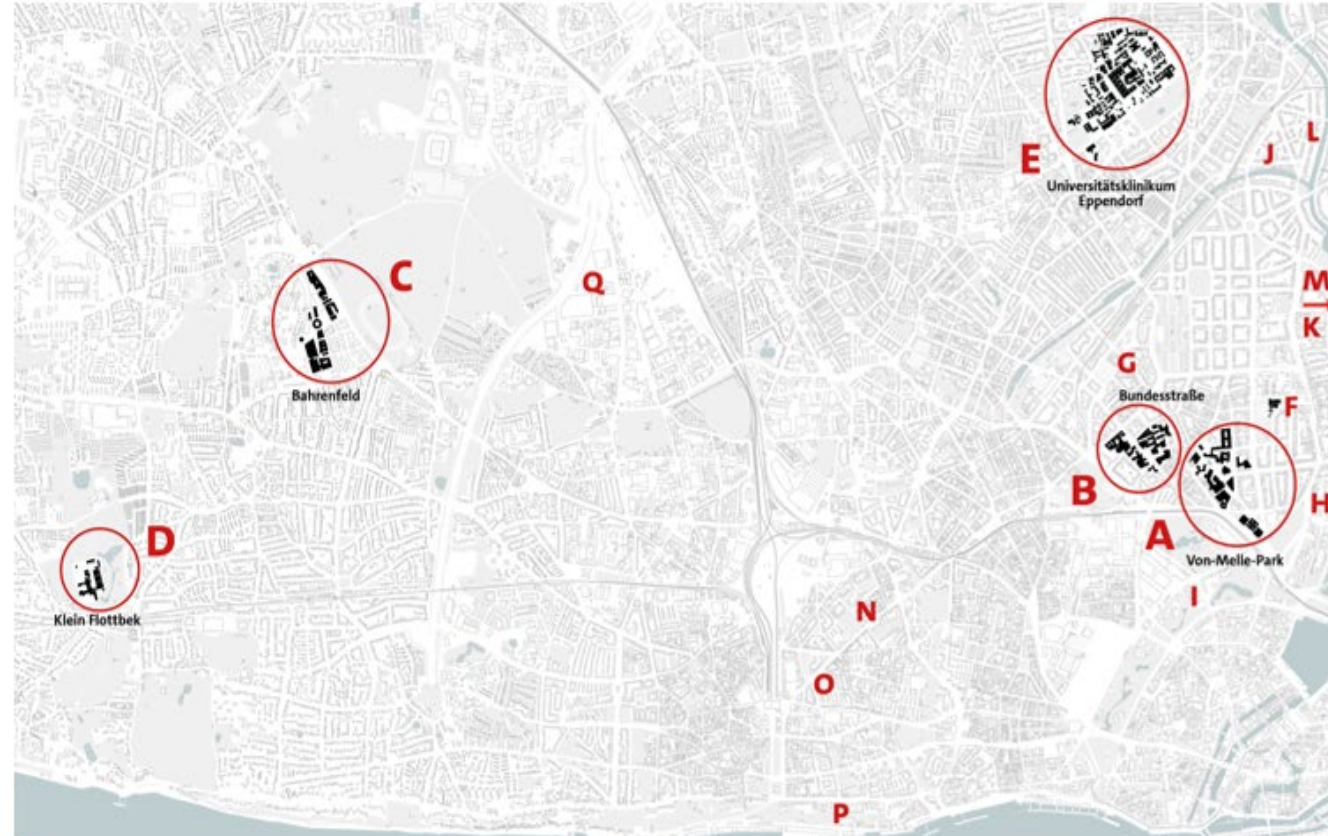 L
J
E
Universitätsklinikum
Eppendorf
C
Q
M
K
G
Bahrenfeld
Bundesstraße
F
B
H
A
D
Von-Melle-Park
I
Klein Flottbek
N
O
P